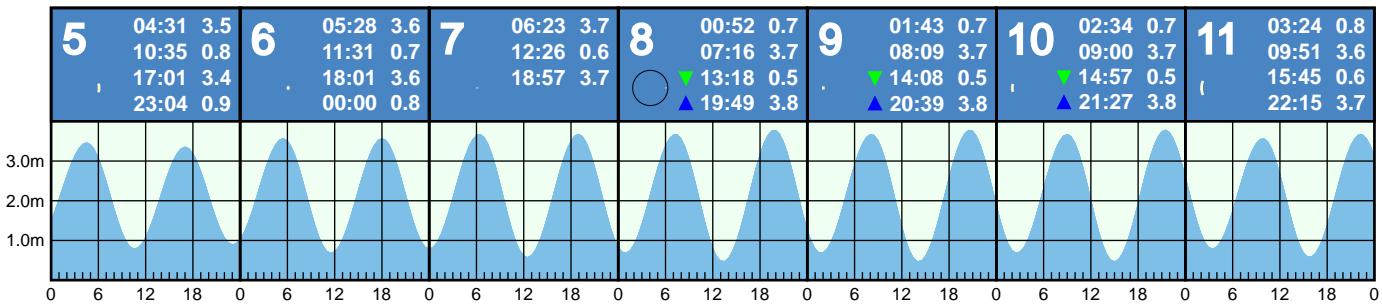 5
04:31 3.5
10:35 0.8
17:01 3.4
23:04 0.9
6
05:28 3.6
11:31 0.7
18:01 3.6
00:00 0.8
7
06:23 3.7
12:26 0.6
18:57 3.7
8
00:52 0.7
07:16 3.7
▼ 13:18 0.5
▲ 19:49 3.8
9
01:43 0.7
08:09 3.7
▼ 14:08 0.5
▲ 20:39 3.8
10
02:34 0.7
09:00 3.7
▼ 14:57 0.5
▲ 21:27 3.8
11
03:24 0.8
09:51 3.6
15:45 0.6
22:15 3.7
3.0m
2.0m
1.0m
0 6 12 18 0 6 12 18 0 6 12 18 0 6 12 18 0 6 12 18 0 6 12 18 0 6 12 18 0